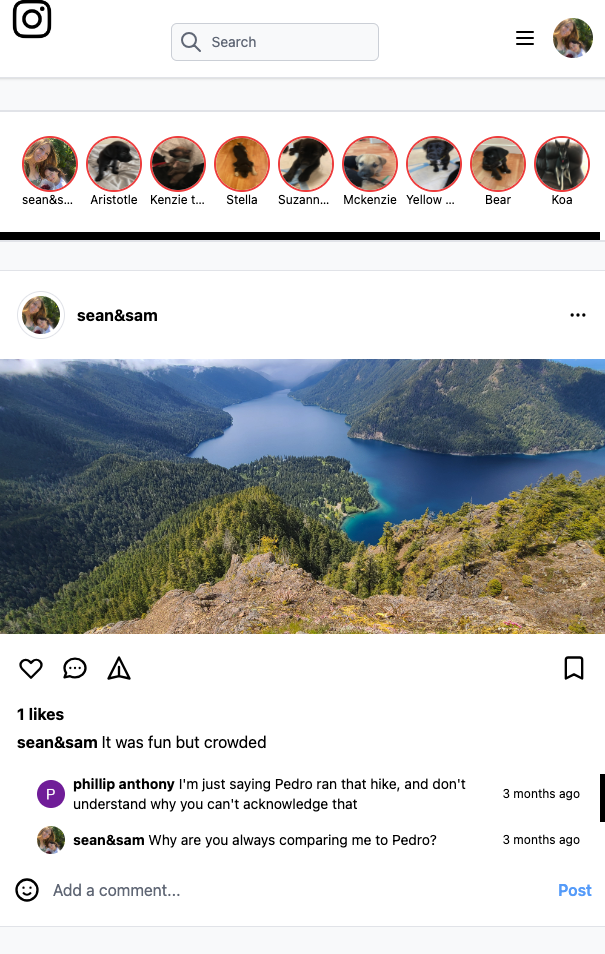 Search
sean&s...
Aristotle
Kenzie t...
Stella
Suzann...
Mckenzie
Yellow ...
Bear
Koa
sean&sam
1 likes
sean&sam It was fun but crowded
P
phillip anthony I'm just saying Pedro ran that hike, and don't
understand why you can't acknowledge that
3 months ago
sean&sam Why are you always comparing me to Pedro?
3 months ago
Add a comment...
Post